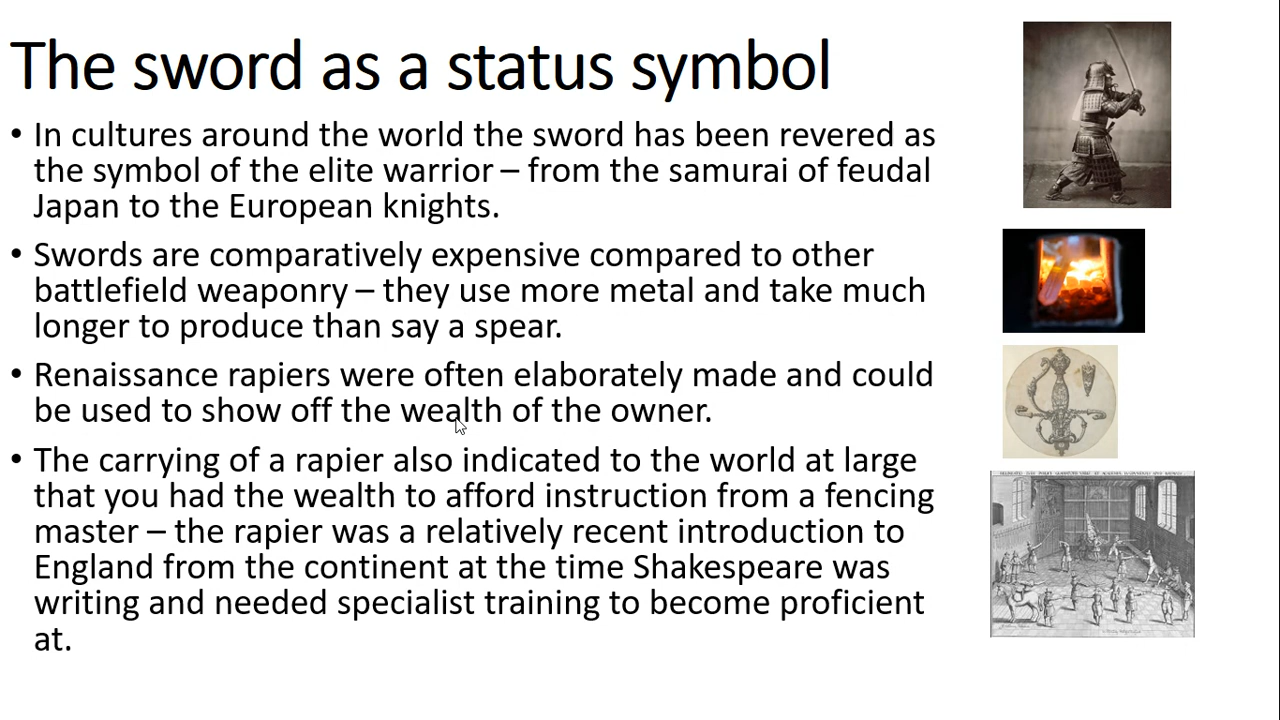 The sword as a status symbol
• In cultures around the world the sword has been revered as
the symbol of the elite warrior – from the samurai of feudal
Japan to the European knights.
• Swords are comparatively expensive compared to other
battlefield weaponry – they use more metal and take much
longer to produce than say a spear.
• Renaissance rapiers were often elaborately made and could
be used to show off the wealth of the owner.
• The carrying of a rapier also indicated to the world at large
that you had the wealth to afford instruction from a fencing
master – the rapier was a relatively recent introduction to
England from the continent at the time Shakespeare was
writing and needed specialist training to become proficient
at.